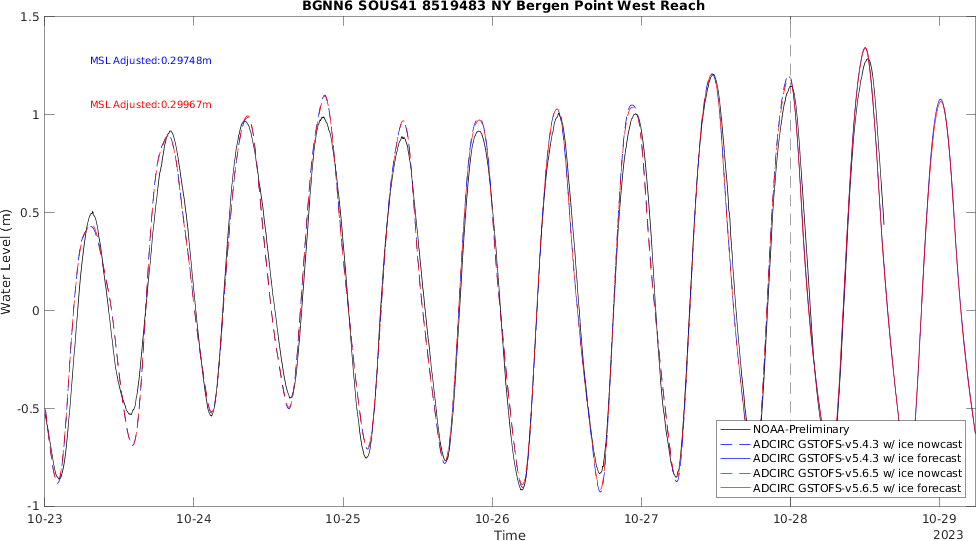 BGNN6 SOUS41 8519483 NY Bergen Point West Reach
1.5
MSL Adjusted:0.29748m
MSL Adjusted:0.29967m
1
0.5
0
-0.5
-1
Water Level (m)
NOAA-Preliminary
ADCIRC GSTOFS-v5.4.3 w/ ice nowcast
ADCIRC GSTOFS-v5.4.3 w/ ice forecast
ADCIRC GSTOFS-v5.6.5 w/ ice nowcast
ADCIRC GSTOFS-v5.6.5 w/ ice forecast
10-23 10-24 10-25 10-26 10-27 10-28 10-29
Time
2023